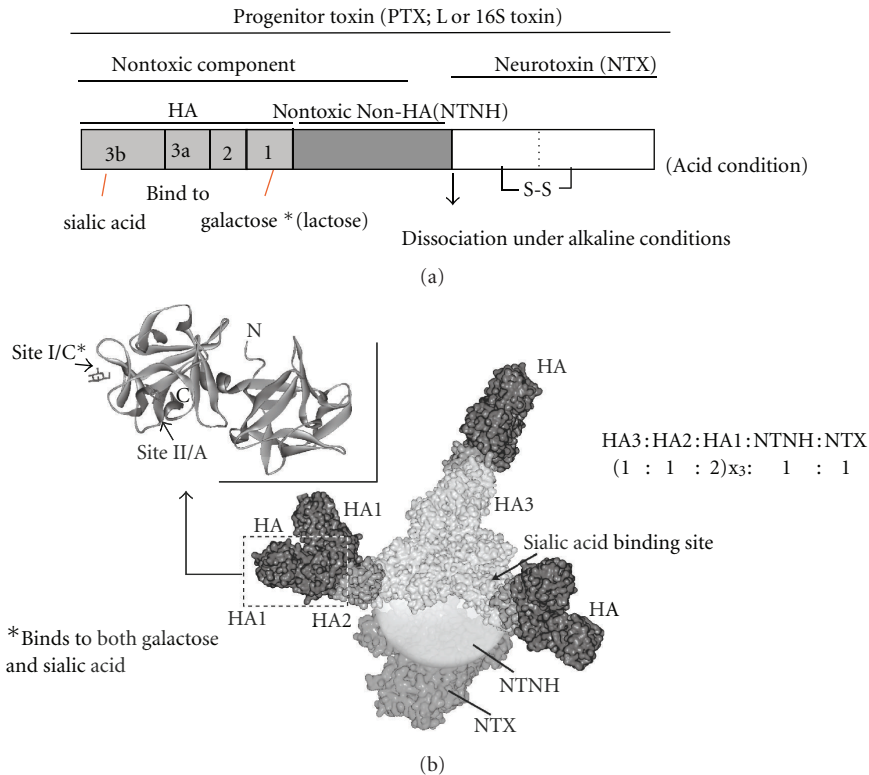 Progenitor toxin (PTX; L or 16S toxin)
Nontoxic component
Neurotoxin (NTX)
HA
Nontoxic Non-HA(NTNH)
3b
3a
2
1
(Acid condition)
S-S
Bind to
sialic acid
galactose *(lactose)
Dissociation under alkaline conditions
(a)
N
Site I/C*
C
Site II/A
HA
HA3:HA2:HA1:NTNH:NTX
(1 : 1 : 2)x3: 1 : 1
HA1
HA
HA3
Sialic acid binding site
HA1
HA2
HA
*Binds to both galactose
and sialic acid
NTNH
NTX
(b)